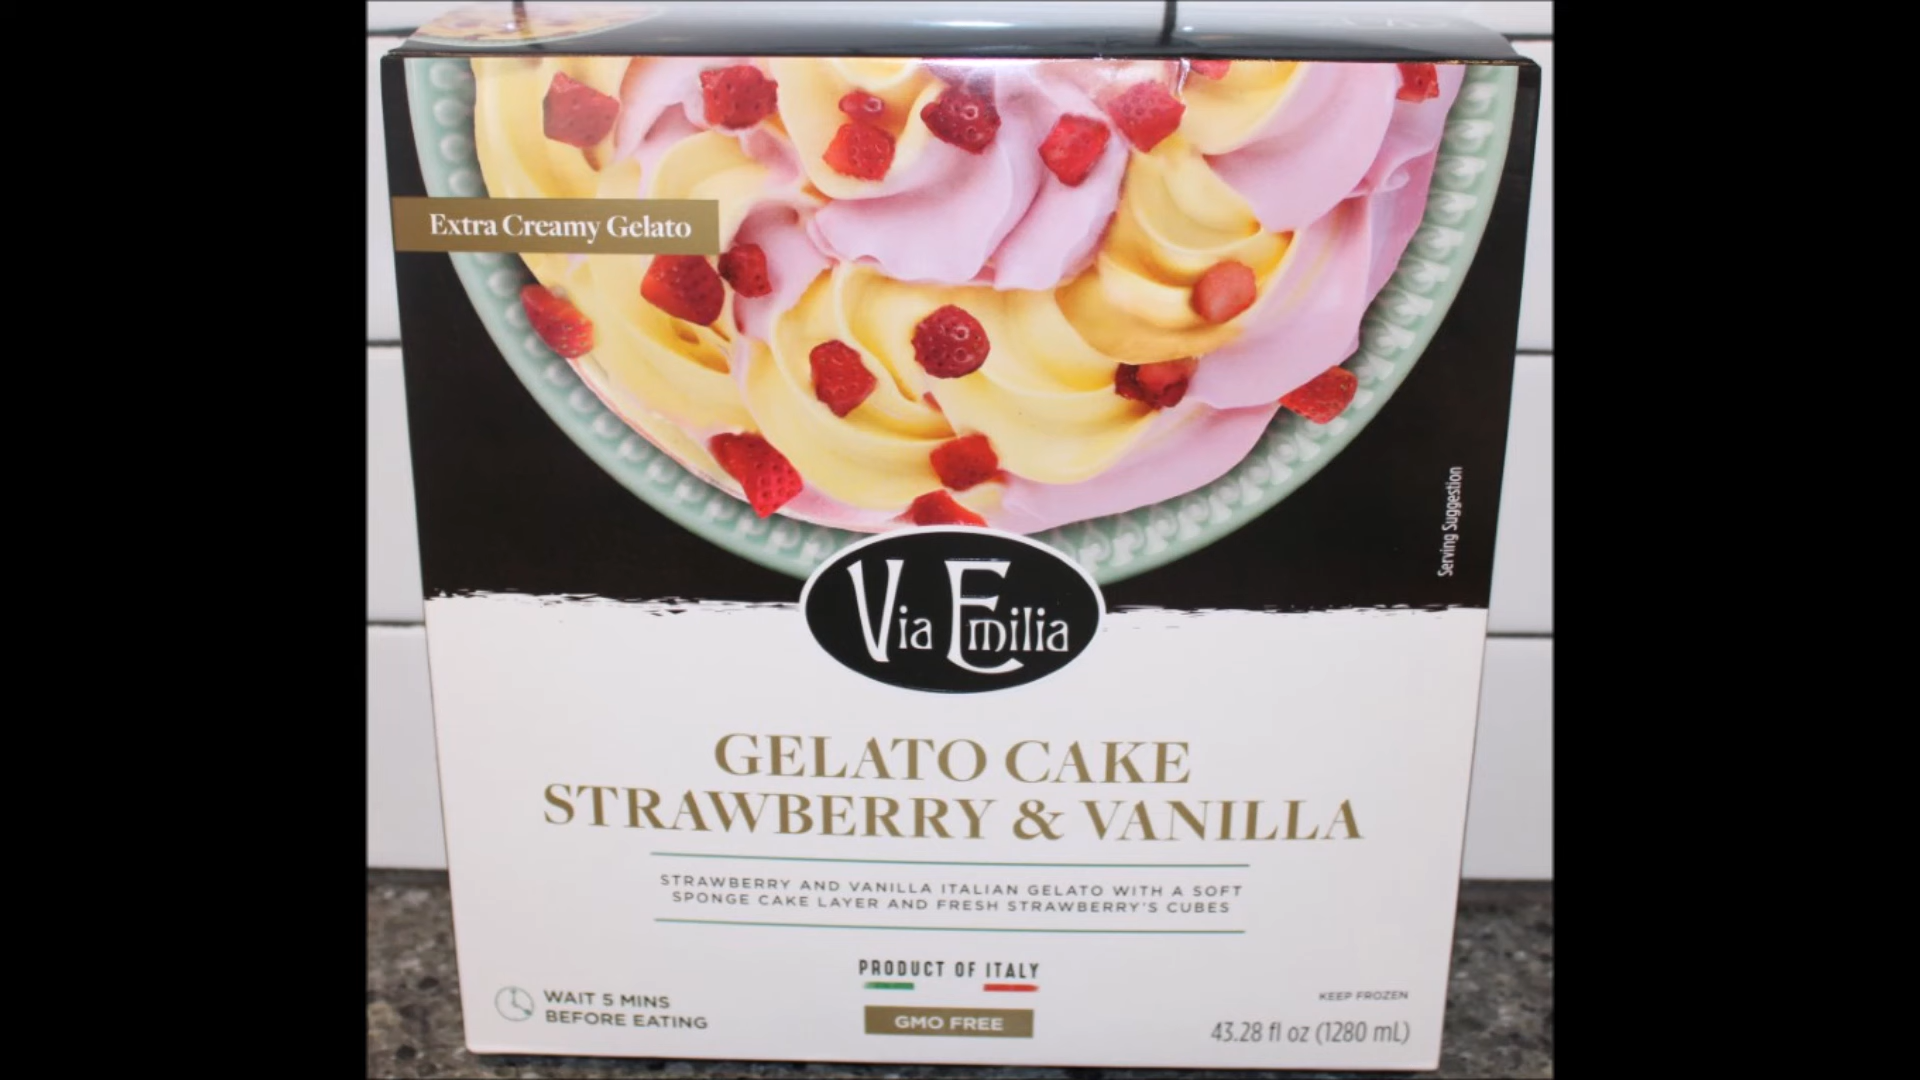 Extra Creamy Gelato
Serving Suggestion
Via Emilia
GELATO CAKE
STRAWBERRY & VANILLA
STRAWBERRY AND VANILLA ITALIAN GELATO WITH A SOFT
SPONGE CAKE LAYER AND FRESH STRAWBERRY'S CUBES
PRODUCT OF ITALY
WAIT 5 MINS
BEFORE EATING
GMO FREE
KEEP FROZEN
43.28 fl oz (1280 mL)